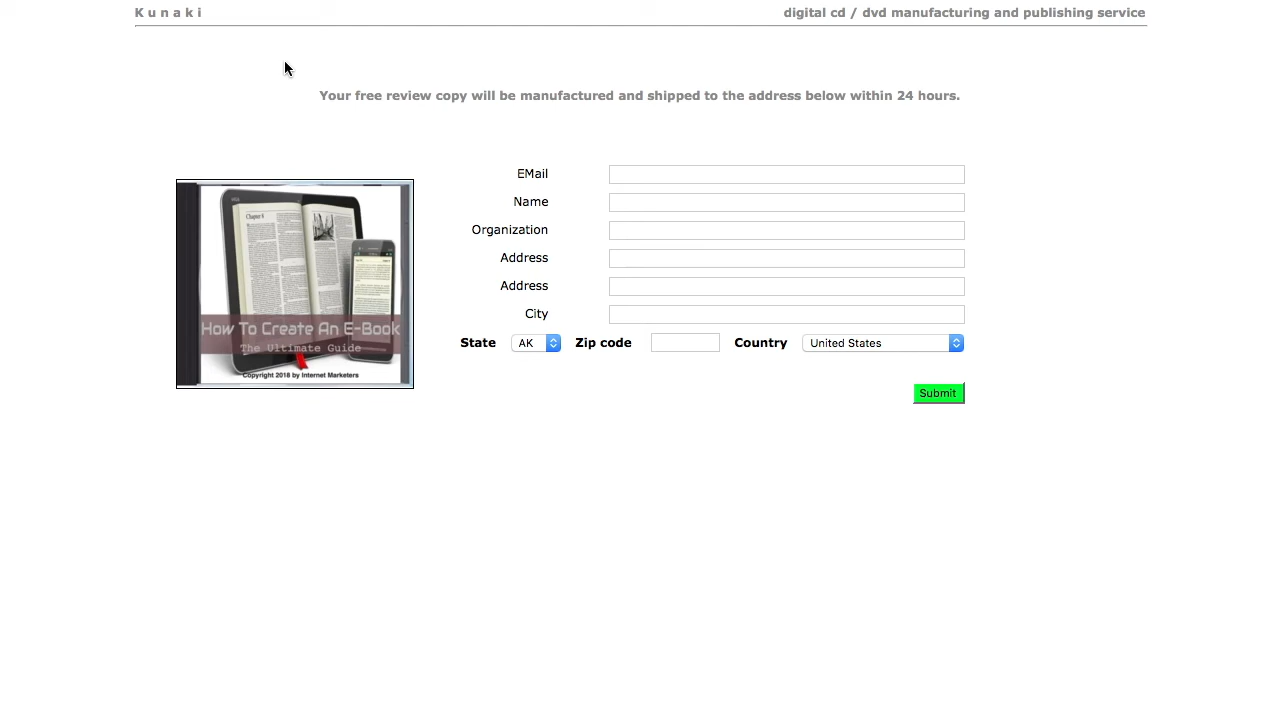 K u n a k i
digital cd / dvd manufacturing and publishing service
Your free review copy will be manufactured and shipped to the address below within 24 hours.
Chapter 6
How To Create An E-Book
The Ultimate Guide
Copyright 2018 by Internet Marketers
EMail
Name
Organization
Address
Address
City
State AK Zip code Country United States
Submit